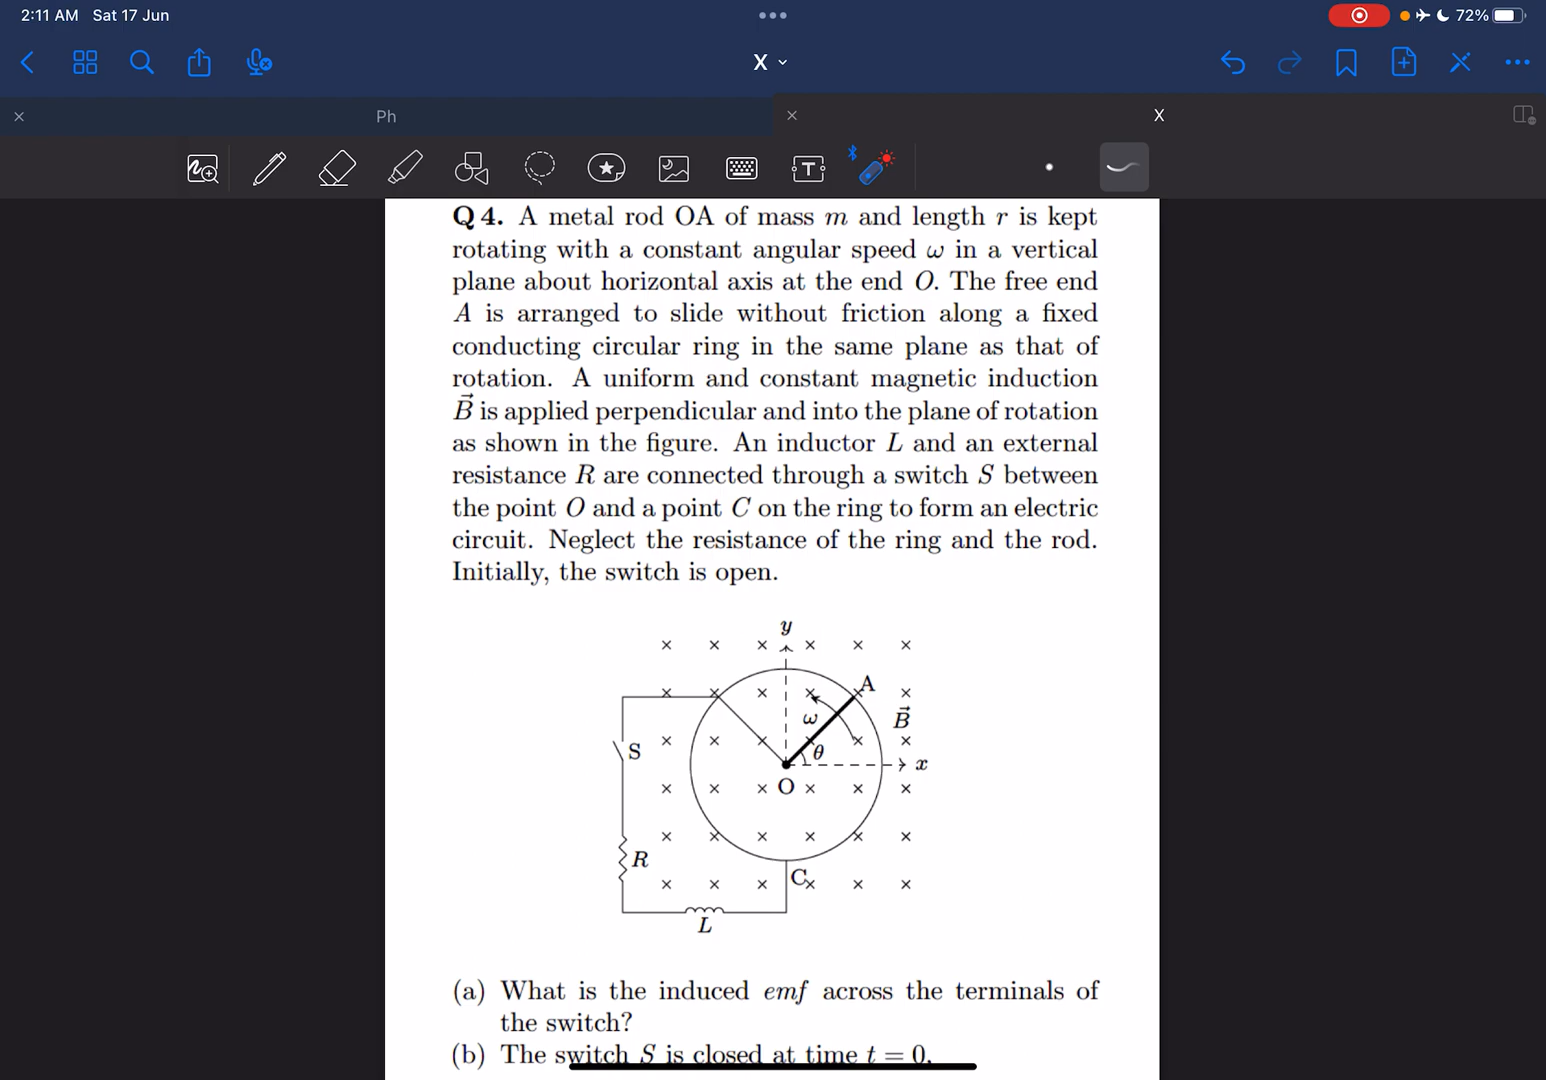 2:11 AM Sat 17 Jun
72%
X
Ph
X
T
Q 4. A metal rod OA of mass m and length r is kept
rotating with a constant angular speed ω in a vertical
plane about horizontal axis at the end O. The free end
A is arranged to slide without friction along a fixed
conducting circular ring in the same plane as that of
rotation. A uniform and constant magnetic induction
B⃗ is applied perpendicular and into the plane of rotation
as shown in the figure. An inductor L and an external
resistance R are connected through a switch S between
the point O and a point C on the ring to form an electric
circuit. Neglect the resistance of the ring and the rod.
Initially, the switch is open.
y
A
ω
B⃗
S
θ
x
O
R
C
L
(a) What is the induced emf across the terminals of
the switch?
(b) The switch S is closed at time t = 0.